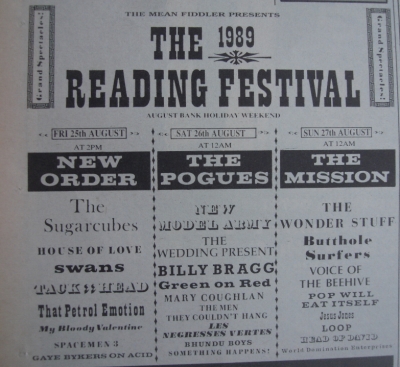 THE MEAN FIDDLER PRESENTS
Grand Spectacles!
THE 1989
READING FESTIVAL
Grand Spectacles!
AUGUST BANK HOLIDAY WEEKEND
FRI 25th AUGUST
AT 2PM
NEW
ORDER
The
Sugarcubes
HOUSE OF LOVE
swans
TACK::HEAD
That Petrol Emotion
My Bloody Valentine
SPACEMEN 3
GAYE BYKERS ON ACID
SAT 26th AUGUST
AT 12AM
THE
POGUES
NEW
MODEL ARMY
THE
WEDDING PRESENT
BILLY BRAGG
Green on Red
MARY COUGHLAN
THE MEN
THEY COULDN'T HANG
LES
NEGRESSES VERTES
BHUNDU BOYS
SOMETHING HAPPENS!
SUN 27th AUGUST
AT 12AM
THE
MISSION
THE
WONDER STUFF
Butthole
Surfers
VOICE OF
THE BEEHIVE
POP WILL
EAT ITSELF
Jesus Jones
LOOP
HEAD OF DAVID
World Domination Enterprises